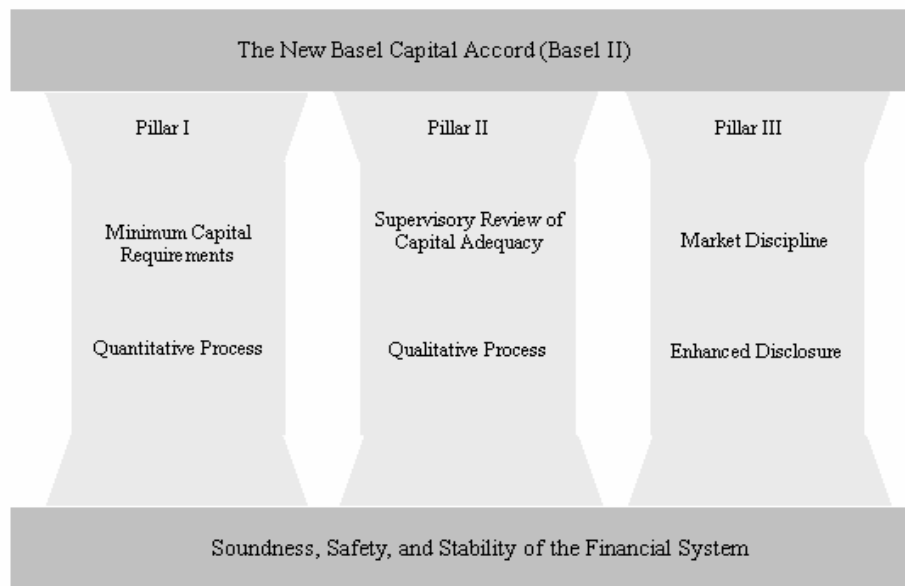 The New Basel Capital Accord (Basel II)
Pillar I
Pillar II
Pillar III
Minimum Capital
Requirements
Supervisory Review of
Capital Adequacy
Market Discipline
Quantitative Process
Qualitative Process
Enhanced Disclosure
Soundness, Safety, and Stability of the Financial System